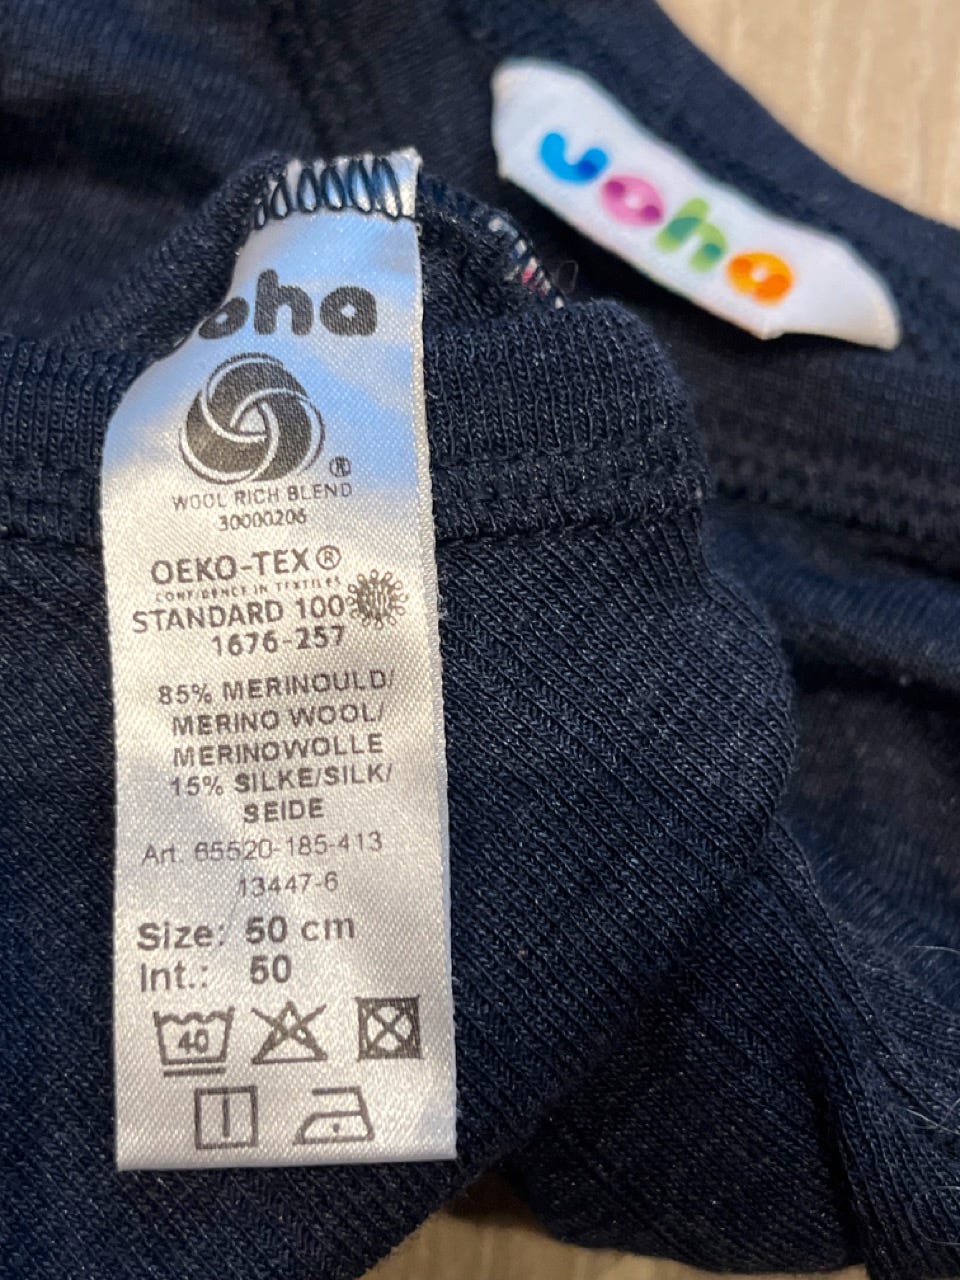 Joha
oha
®
WOOL RICH BLEND
30000206
OEKO-TEX®
CONFIDENCE IN TEXTILES
STANDARD 100
1676-257
85% MERINOULD/
MERINO WOOL/
MERINOWOLLE
15% SILKE/SILK/
SEIDE
Art. 65520-185-413
13447-6
Size: 50 cm
Int.: 50
40